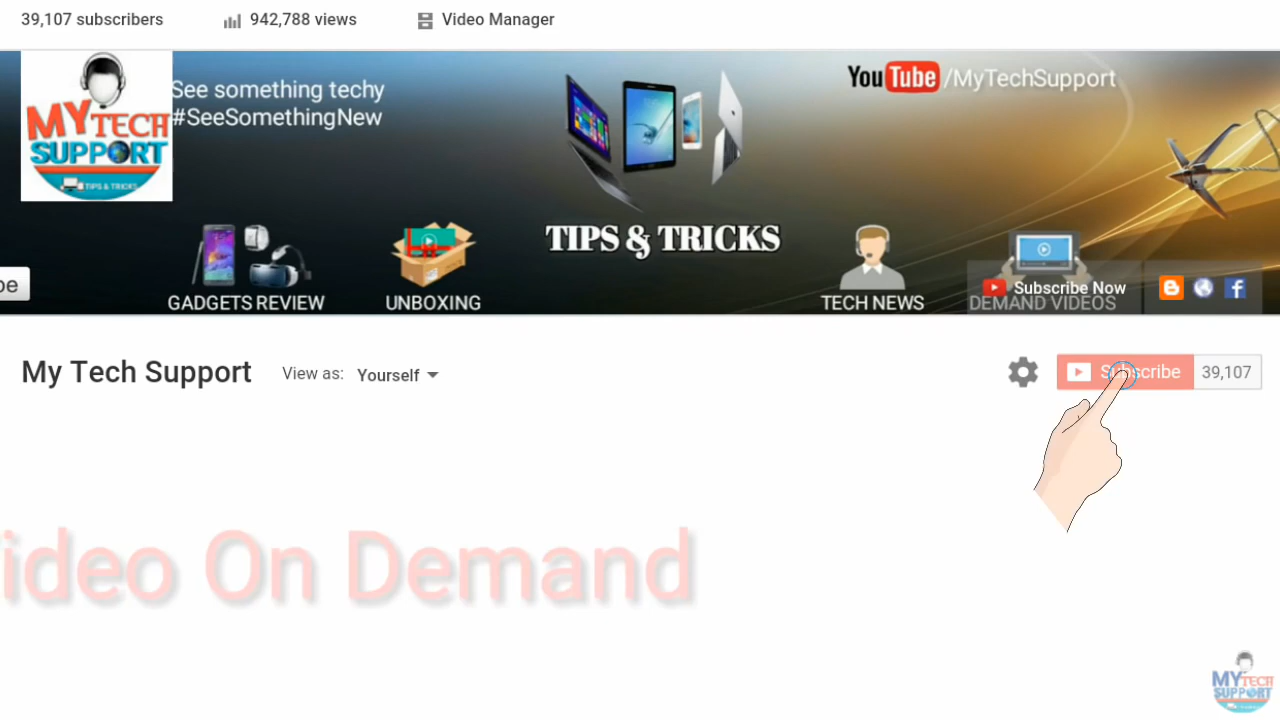 39,107 subscribers
942,788 views
Video Manager
MY TECH
SUPPORT
TIPS & TRICKS
See something techy
#SeeSomethingNew
YouTube/MyTechSupport
TIPS & TRICKS
be
GADGETS REVIEW
UNBOXING
TECH NEWS
DEMAND VIDEOS
Subscribe Now
My Tech Support
View as: Yourself
Subscribe
39,107
ideo On Demand
MY TECH
SUPPORT